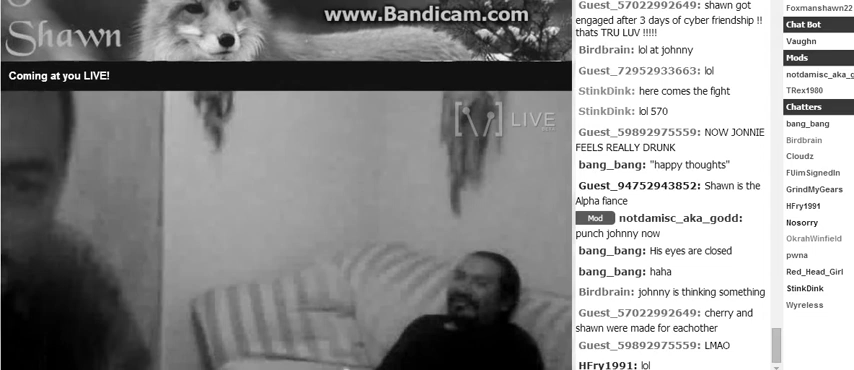 www.Bandicam.com
Shawn
Coming at you LIVE!
LIVE
Guest_57022992649: shawn got
engaged after 3 days of cyber friendship !!
thats TRU LUV !!!!!
Birdbrain: lol at johnny
Guest_72952933663: lol
StinkDink: here comes the fight
StinkDink: lol 570
Guest_59892975559: NOW JONNIE
FEELS REALLY DRUNK
bang_bang: "happy thoughts"
Guest_94752943852: Shawn is the
Alpha fiance
Mod notdamisc_aka_godd:
punch johnny now
bang_bang: His eyes are closed
bang_bang: haha
Birdbrain: johnny is thinking something
Guest_57022992649: cherry and
shawn were made for eachother
Guest_59892975559: LMAO
HFry1991: lol
Foxmanshawn22
Chat Bot
Vaughn
Mods
notdamisc_aka_g
TRex1980
Chatters
bang_bang
Birdbrain
Cloudz
FUimSignedIn
GrindMyGears
HFry1991
Nosorry
OkrahWinfield
pwna
Red_Head_Girl
StinkDink
Wyreless